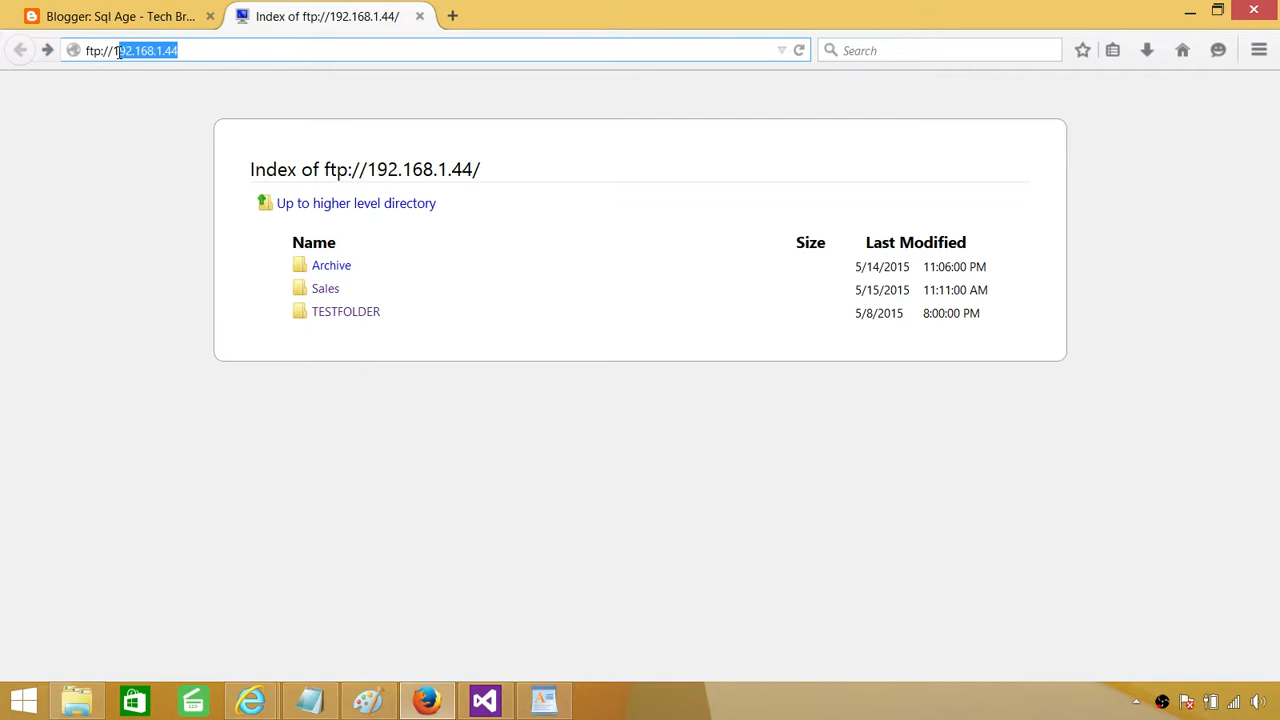 Blogger: Sql Age - Tech Br...
Index of ftp://192.168.1.44/
ftp://192.168.1.44
Search
Index of ftp://192.168.1.44/
Up to higher level directory
Name Size Last Modified
Archive 5/14/2015 11:06:00 PM
Sales 5/15/2015 11:11:00 AM
TESTFOLDER 5/8/2015 8:00:00 PM